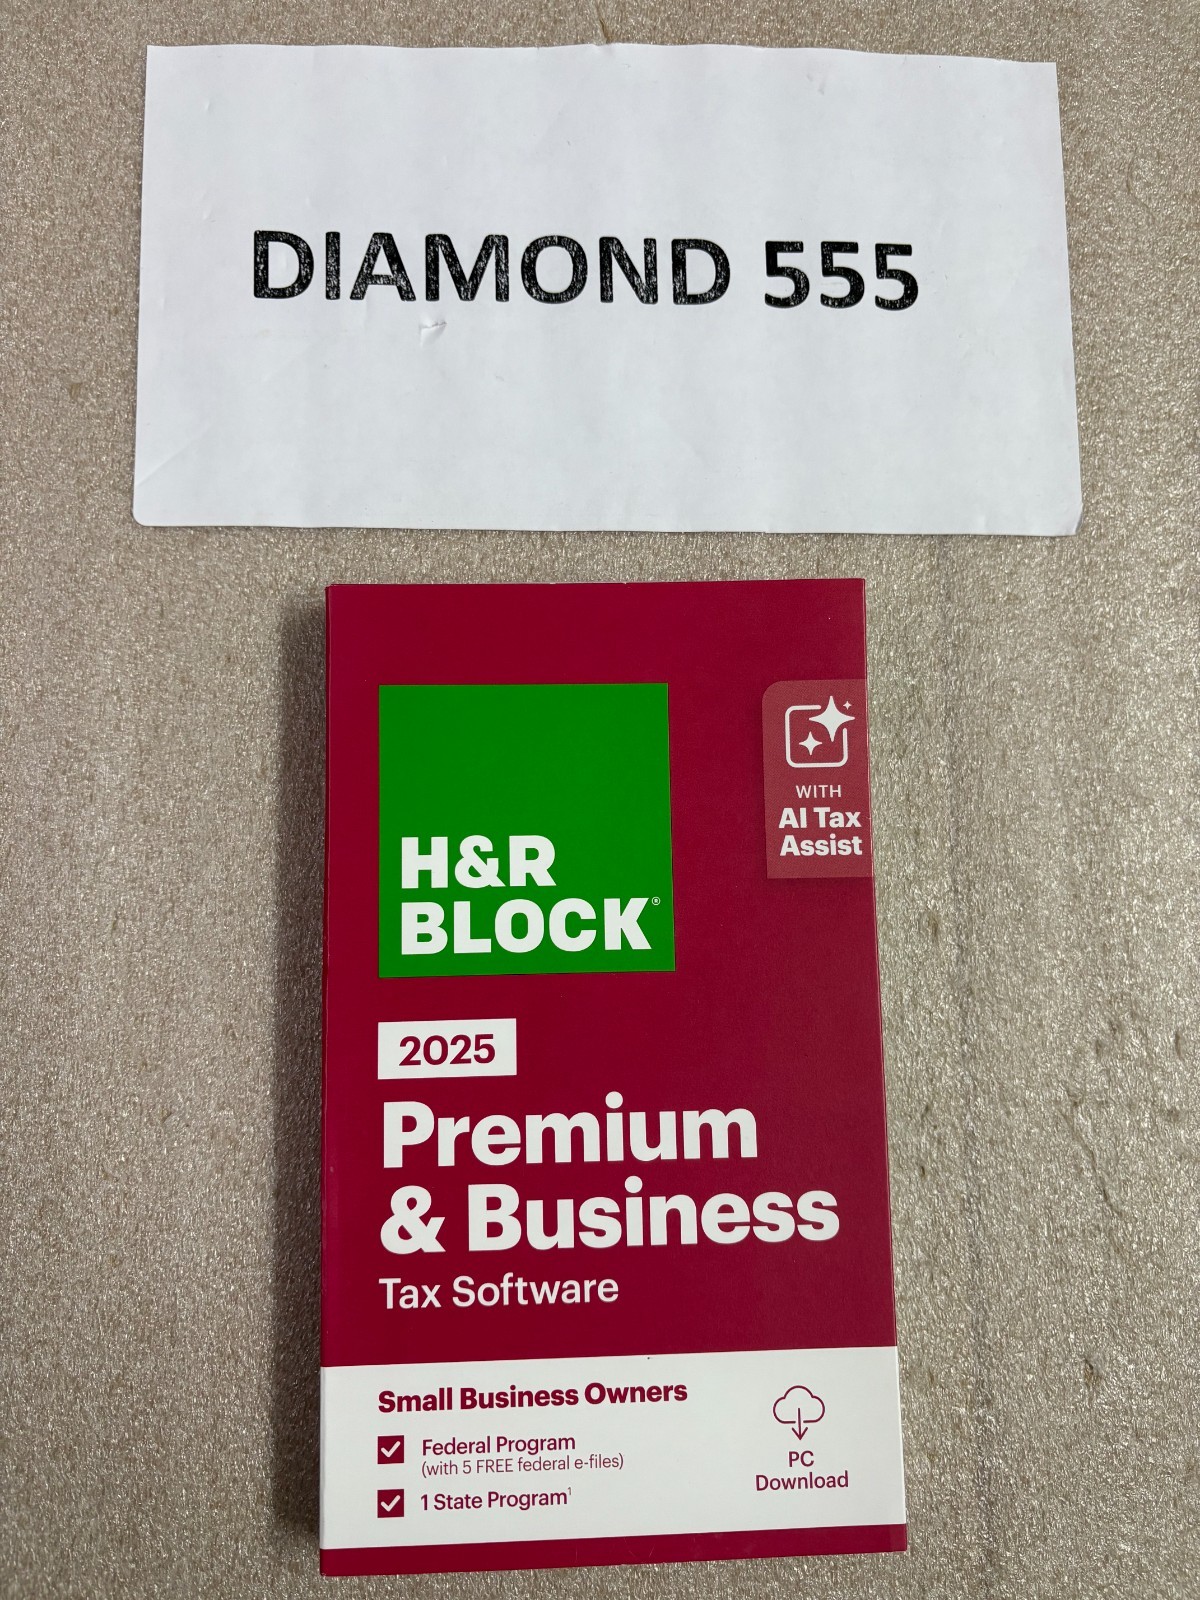 DIAMOND 555
WITH
AI Tax
Assist
H&R
BLOCK®
2025
Premium
& Business
Tax Software
Small Business Owners
Federal Program
(with 5 FREE federal e-files)
1 State Program¹
PC
Download